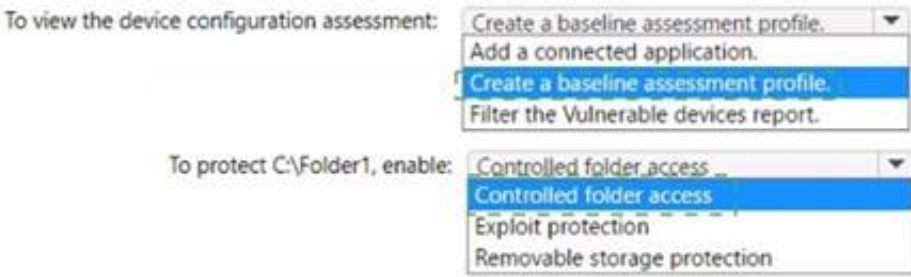 To view the device configuration assessment: Create a baseline assessment profile.
Add a connected application.
Create a baseline assessment profile.
Filter the Vulnerable devices report.
To protect C:\Folder1, enable: Controlled folder access
Controlled folder access
Exploit protection
Removable storage protection